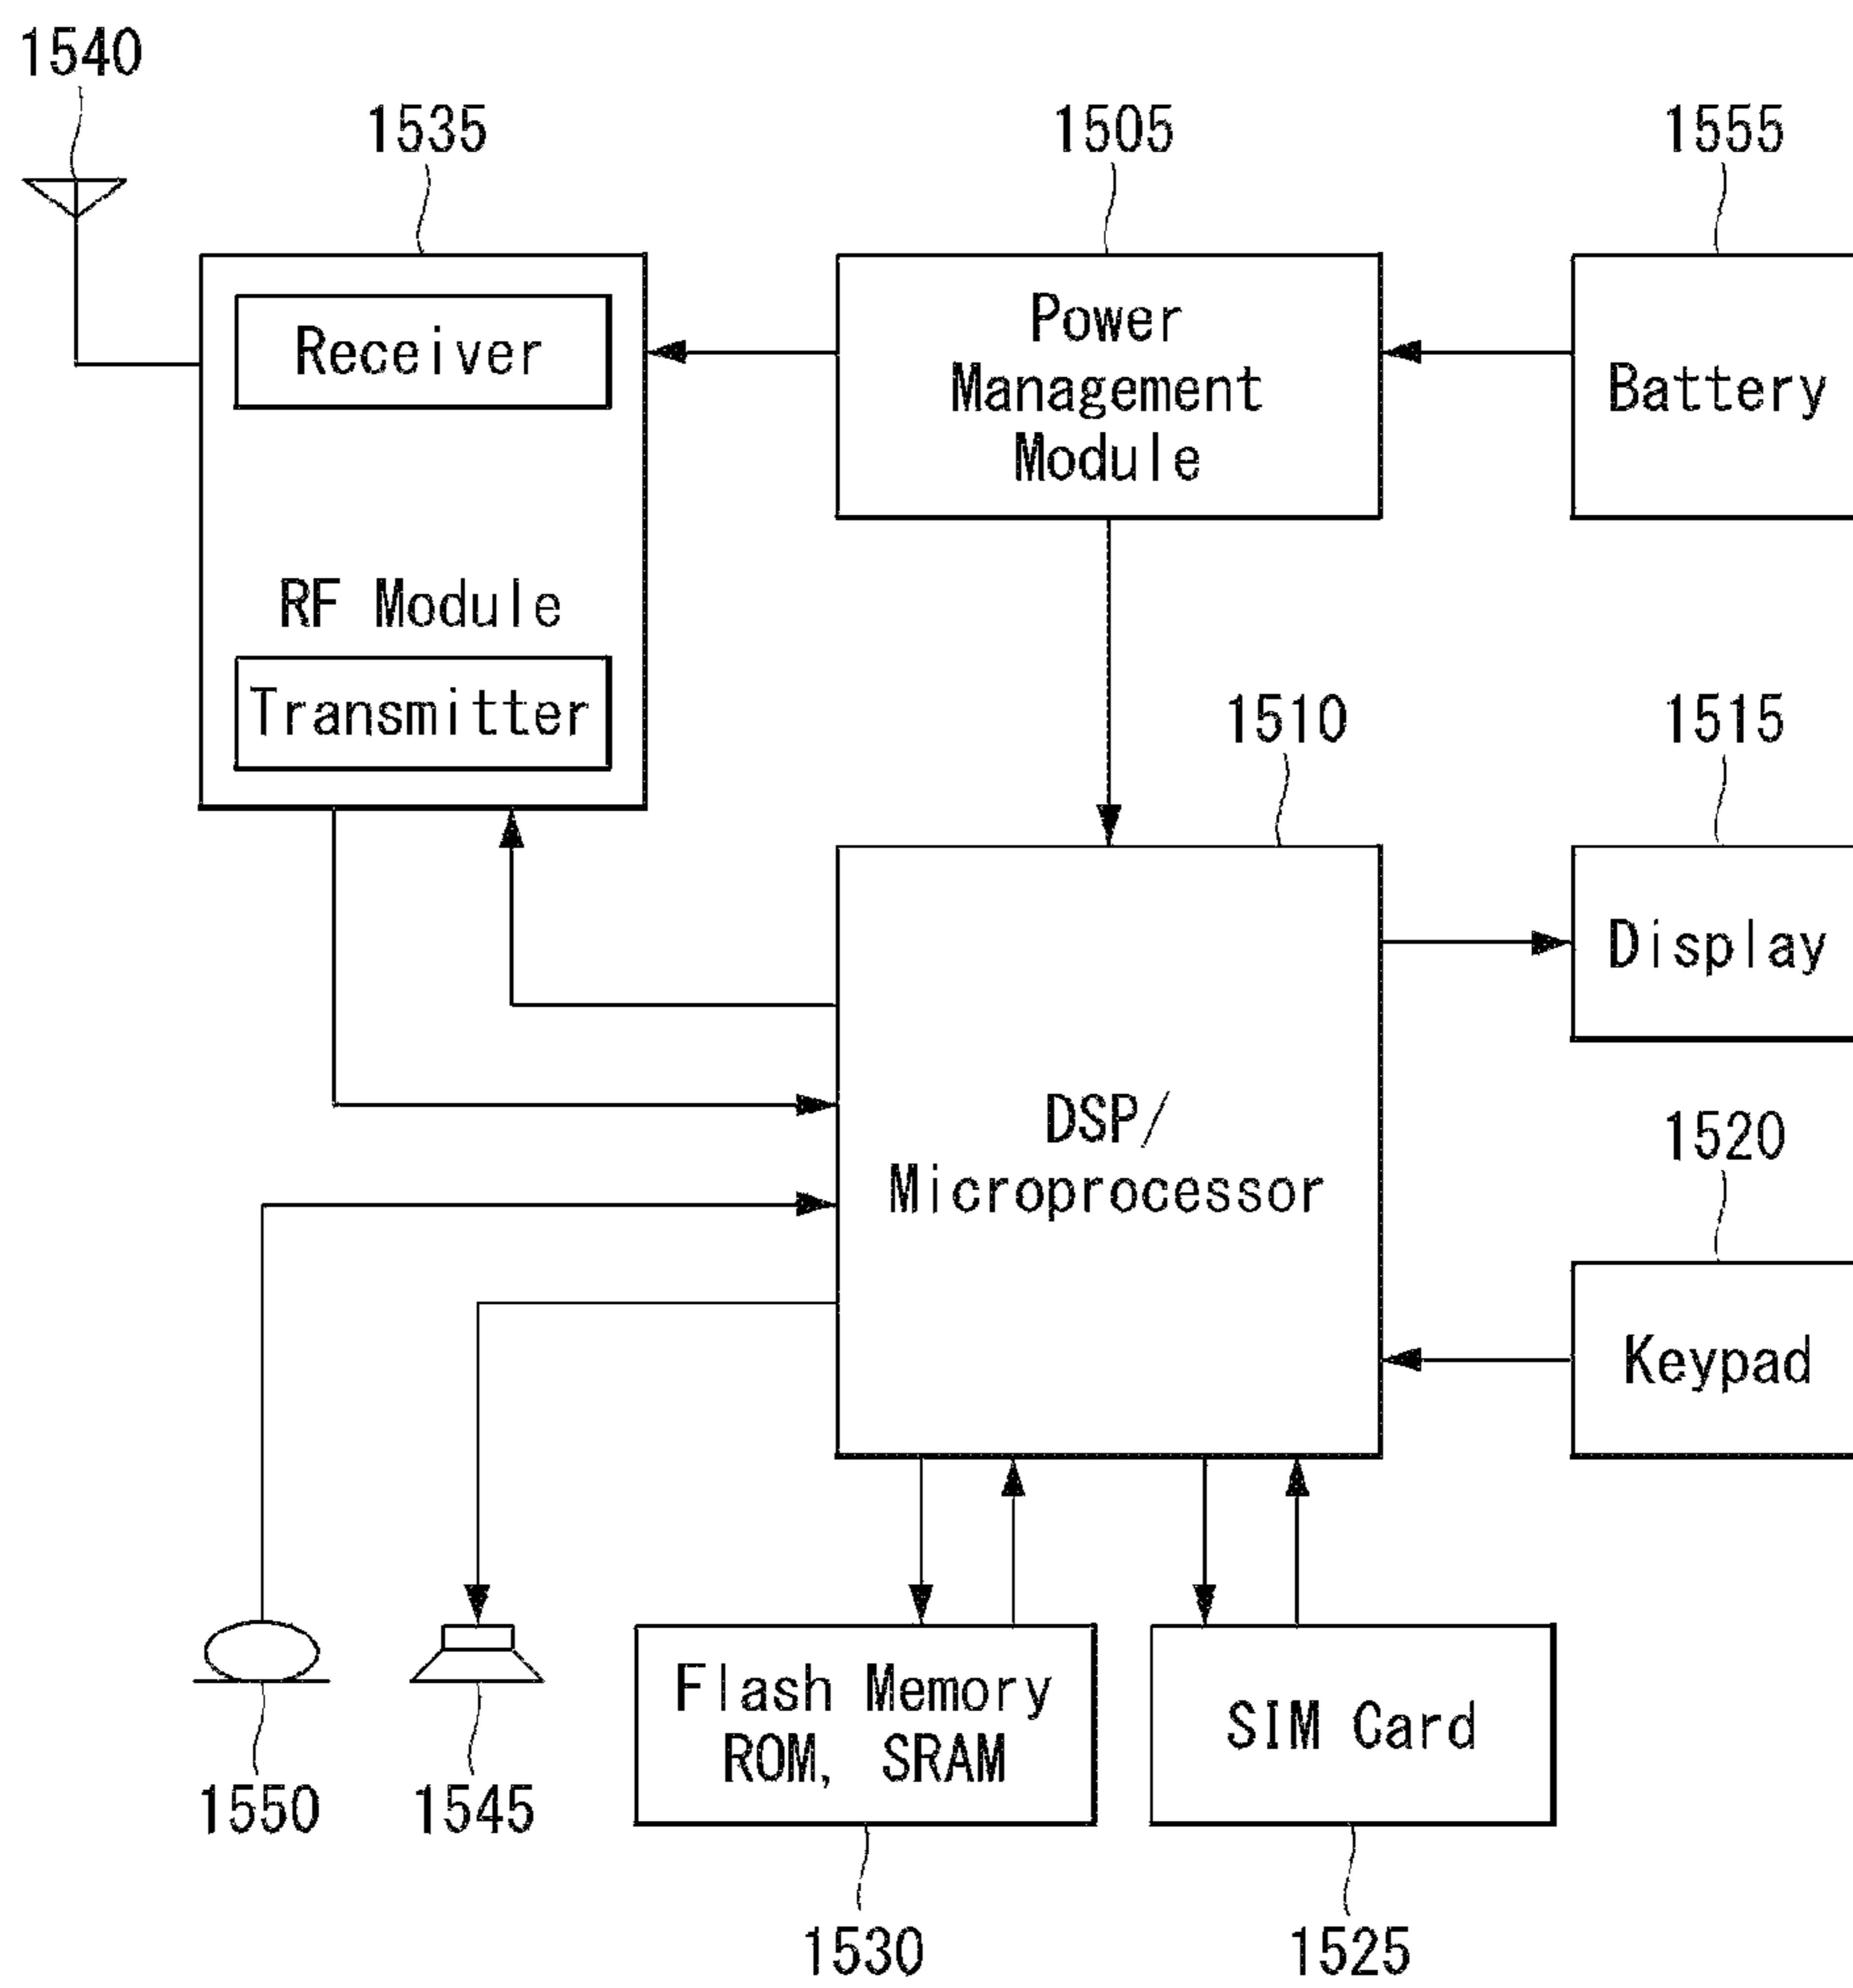 1540
1535
1505
1555
Receiver
RF Module
Transmitter
Power
Management
Module
Battery
1510
1515
DSP/
Microprocessor
Display
1520
Keypad
1550
1545
Flash Memory
ROM, SRAM
SIM Card
1530
1525